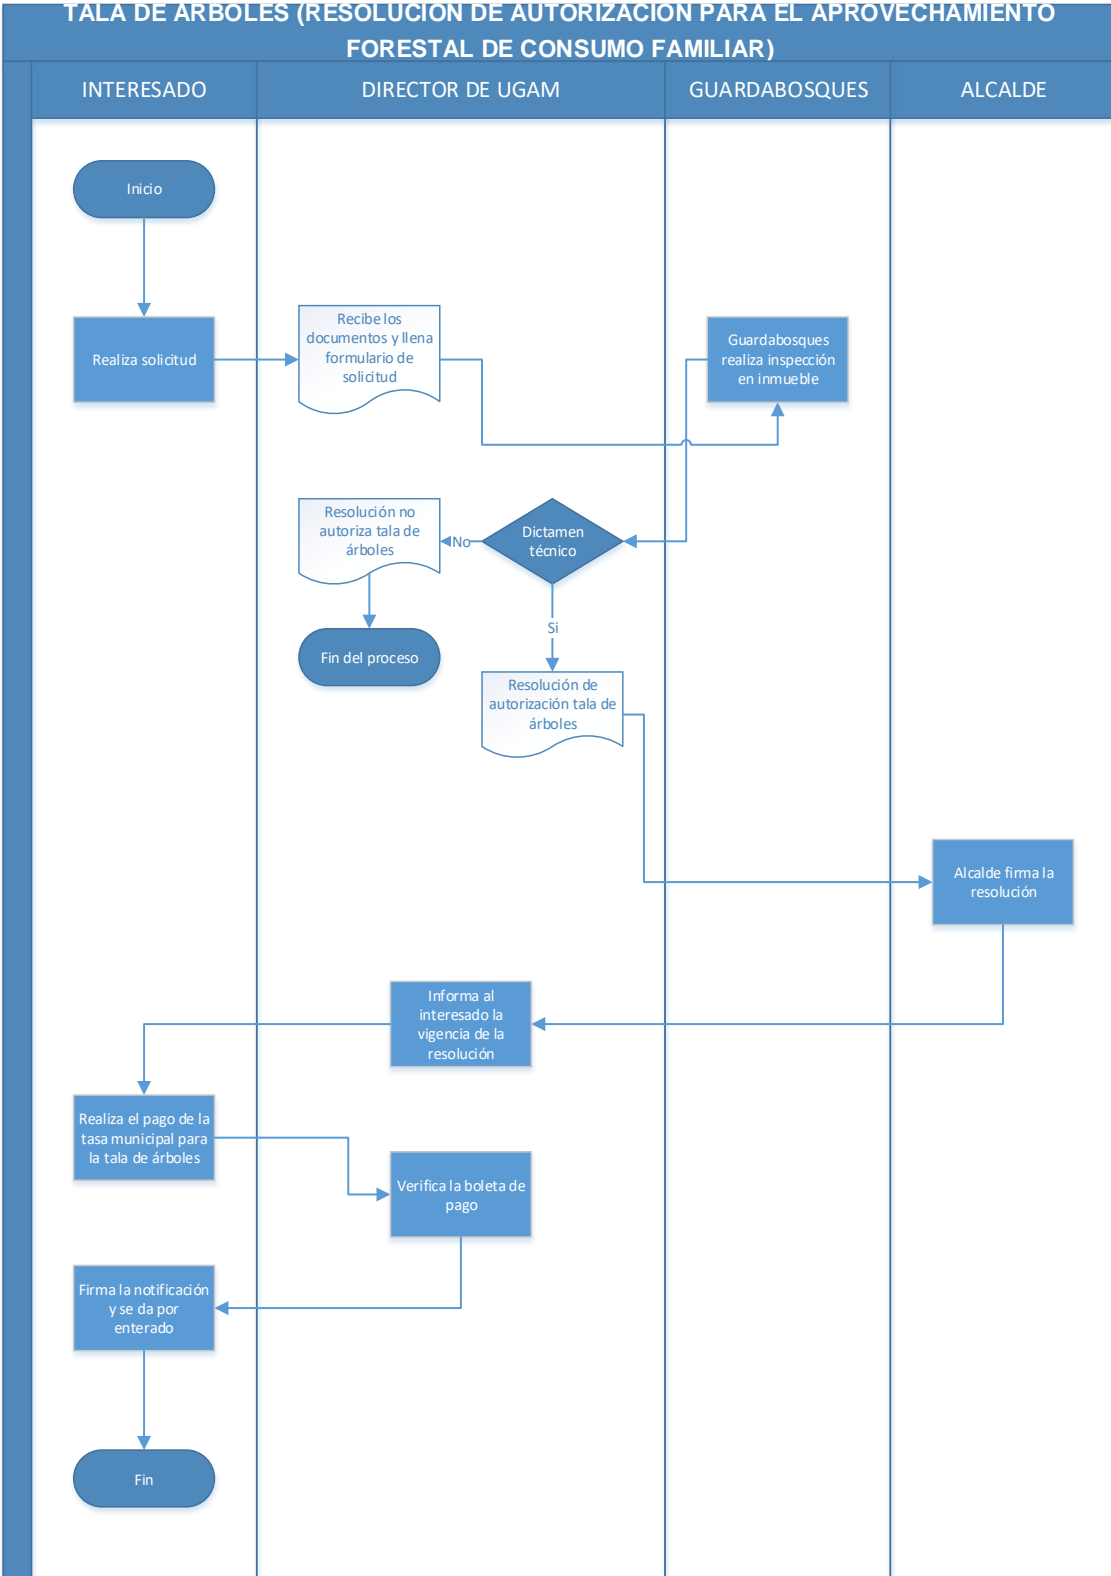 TALA DE ÁRBOLES (RESOLUCIÓN DE AUTORIZACIÓN PARA EL APROVECHAMIENTO
FORESTAL DE CONSUMO FAMILIAR)
INTERESADO
DIRECTOR DE UGAM
GUARDABOSQUES
ALCALDE
Inicio
Realiza solicitud
Recibe los
documentos y llena
formulario de
solicitud
Guardabosques
realiza inspección
en inmueble
Resolución no
autoriza tala de
árboles
No
Dictamen
técnico
Si
Fin del proceso
Resolución de
autorización tala de
árboles
Alcalde firma la
resolución
Informa al
interesado la
vigencia de la
resolución
Realiza el pago de la
tasa municipal para
la tala de árboles
Verifica la boleta de
pago
Firma la notificación
y se da por
enterado
Fin